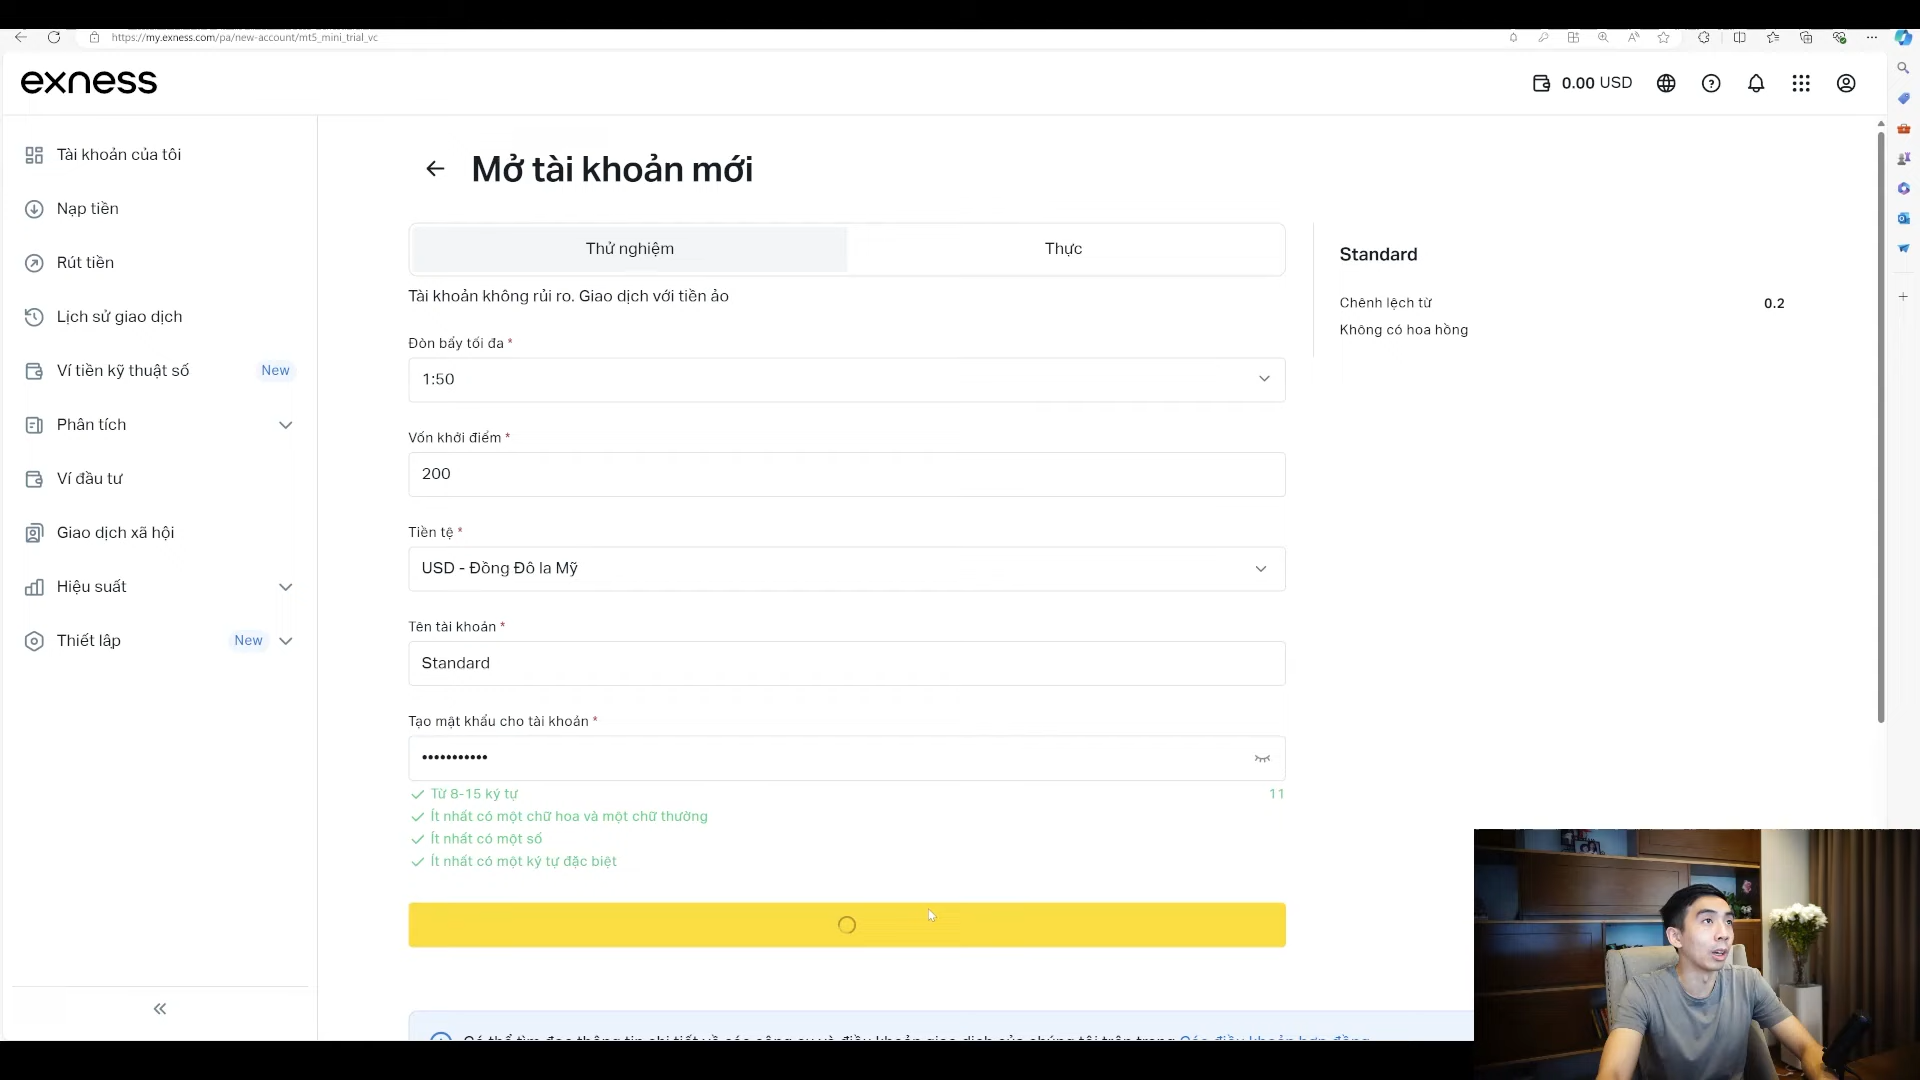 https://my.exness.com/pa/new-account/mt5_mini_trial_vc
exness
0.00 USD
Tài khoản của tôi
Nạp tiền
Rút tiền
Lịch sử giao dịch
Ví tiền kỹ thuật số New
Phân tích
Ví đầu tư
Giao dịch xã hội
Hiệu suất
Thiết lập New
Mở tài khoản mới
Thử nghiệm
Thực
Tài khoản không rủi ro. Giao dịch với tiền ảo
Đòn bẩy tối đa *
1:50
Vốn khởi điểm *
200
Tiền tệ *
USD - Đồng Đô la Mỹ
Tên tài khoản *
Standard
Tạo mật khẩu cho tài khoản *
•••••••••••
Từ 8-15 ký tự 11
Ít nhất có một chữ hoa và một chữ thường
Ít nhất có một số
Ít nhất có một ký tự đặc biệt
Standard
Chênh lệch từ 0.2
Không có hoa hồng